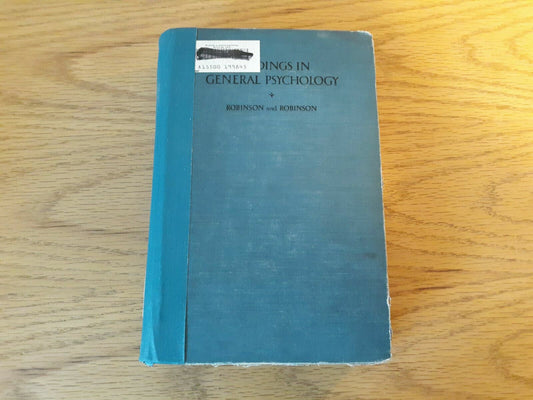 DINGS IN
GENERAL PSYCHOLOGY
ROBINSON and ROBINSON